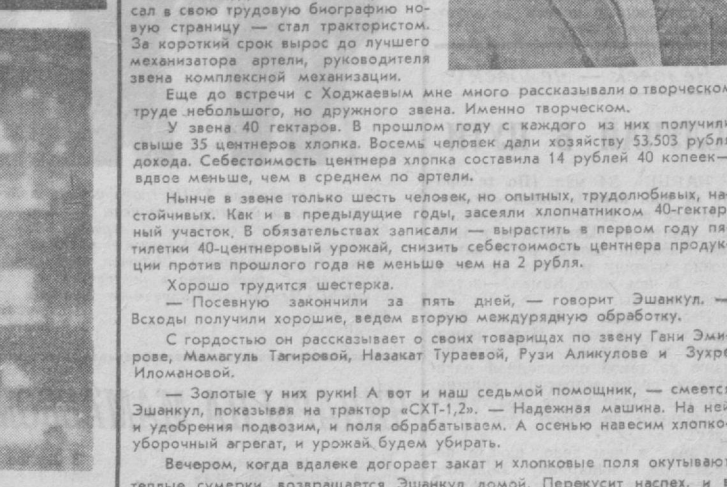 сал в свою трудовую биографию но-
вую страницу — стал трактористом.
За короткий срок вырос до лучшего
механизатора артели, руководителя
звена комплексной механизации.
Еще до встречи с Ходжаевым мне много рассказывали о творческом
труде небольшого, но дружного звена. Именно творческом.
У звена 40 гектаров. В прошлом году с каждого из них получили
свыше 35 центнеров хлопка. Восемь человек дали хозяйству 53.503 рубля
дохода. Себестоимость центнера хлопка составила 14 рублей 40 копеек—
вдвое меньше, чем в среднем по артели.
Нынче в звене только шесть человек, но опытных, трудолюбивых, на-
стойчивых. Как и в предыдущие годы, засеяли хлопчатником 40-гектар-
ный участок. В обязательствах записали — вырастить в первом году пя-
тилетки 40-центнеровый урожай, снизить себестоимость центнера продук-
ции против прошлого года не меньше чем на 2 рубля.
Хорошо трудится шестерка.
— Посевную закончили за пять дней, — говорит Эшанкул. —
Всходы получили хорошие, ведем вторую междурядную обработку.
С гордостью он рассказывает о своих товарищах по звену Гани Эми-
рове, Мамагуль Тагировой, Назакат Тураевой, Рузи Аликулове и Зухре
Иломановой.
— Золотые у них руки! А вот и наш седьмой помощник, — смеется
Эшанкул, показывая на трактор «СХТ-1,2». — Надежная машина. На ней
и удобрения подвозим, и поля обрабатываем. А осенью навесим хлопко-
уборочный агрегат, и урожай будем убирать.
Вечером, когда вдалеке догорает закат и хлопковые поля окутывают
теплые сумерки, возвращается Эшанкул домой. Перекусит наспех, и